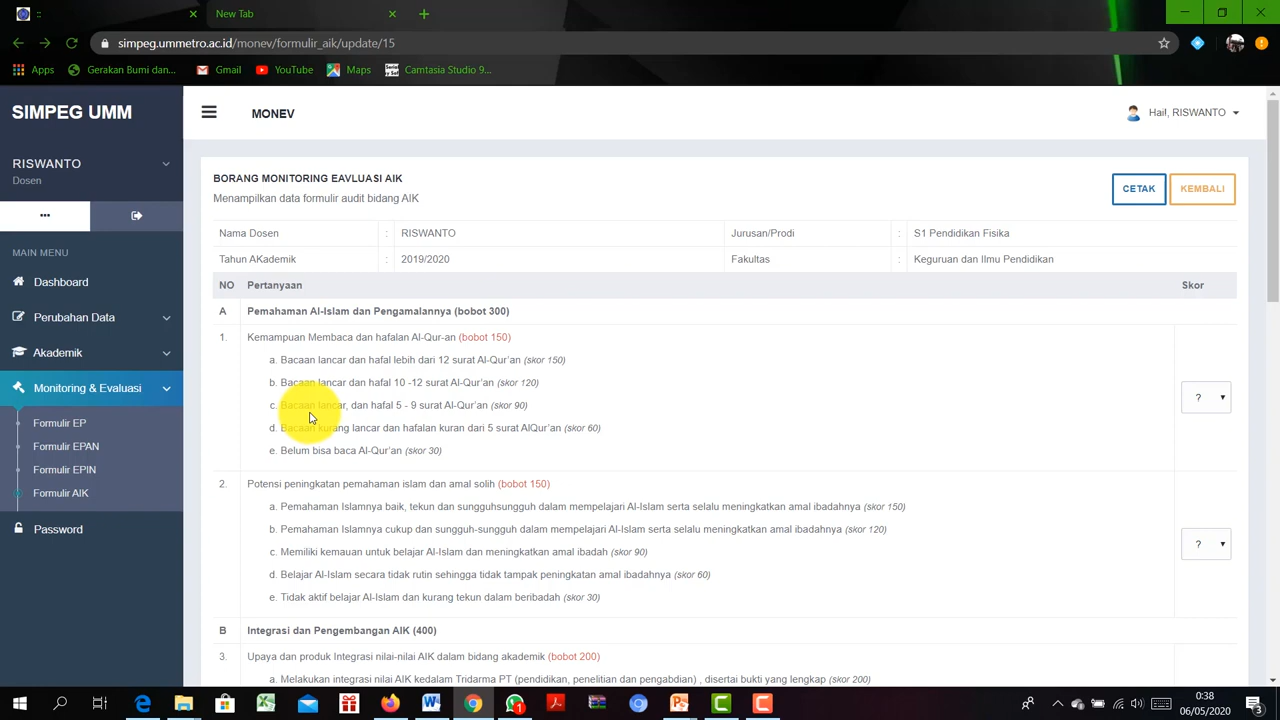 ::
New Tab
simpeg.ummetro.ac.id/monev/formulir_aik/update/15
Apps
Gerakan Bumi dan...
Gmail
YouTube
Maps
Camtasia Studio 9...
SIMPEG UMM
MONEV
Hai!, RISWANTO
RISWANTO
Dosen
BORANG MONITORING EAVLUASI AIK
CETAK
KEMBALI
Menampilkan data formulir audit bidang AIK
Nama Dosen : RISWANTO Jurusan/Prodi : S1 Pendidikan Fisika
Tahun AKademik : 2019/2020 Fakultas : Keguruan dan Ilmu Pendidikan
MAIN MENU
Dashboard
Perubahan Data
Akademik
Monitoring & Evaluasi
Formulir EP
Formulir EPAN
Formulir EPIN
Formulir AIK
Password
NO Pertanyaan Skor
A Pemahaman Al-Islam dan Pengamalannya (bobot 300)
1. Kemampuan Membaca dan hafalan Al-Qur-an (bobot 150)
a. Bacaan lancar dan hafal lebih dari 12 surat Al-Qur'an (skor 150)
b. Bacaan lancar dan hafal 10 -12 surat Al-Qur'an (skor 120)
c. Bacaan lancar, dan hafal 5 - 9 surat Al-Qur'an (skor 90)
?
d. Bacaan kurang lancar dan hafalan kuran dari 5 surat AlQur'an (skor 60)
e. Belum bisa baca Al-Qur'an (skor 30)
2. Potensi peningkatan pemahaman islam dan amal solih (bobot 150)
a. Pemahaman Islamnya baik, tekun dan sungguhsungguh dalam mempelajari Al-Islam serta selalu meningkatkan amal ibadahnya (skor 150)
b. Pemahaman Islamnya cukup dan sungguh-sungguh dalam mempelajari Al-Islam serta selalu meningkatkan amal ibadahnya (skor 120)
c. Memiliki kemauan untuk belajar Al-Islam dan meningkatkan amal ibadah (skor 90)
?
d. Belajar Al-Islam secara tidak rutin sehingga tidak tampak peningkatan amal ibadahnya (skor 60)
e. Tidak aktif belajar Al-Islam dan kurang tekun dalam beribadah (skor 30)
B Integrasi dan Pengembangan AIK (400)
3. Upaya dan produk Integrasi nilai-nilai AIK dalam bidang akademik (bobot 200)
a. Melakukan integrasi nilai AIK kedalam Tridarma PT (pendidikan, penelitian dan pengabdian) , disertai bukti yang lengkap (skor 200)
0:38
06/05/2020